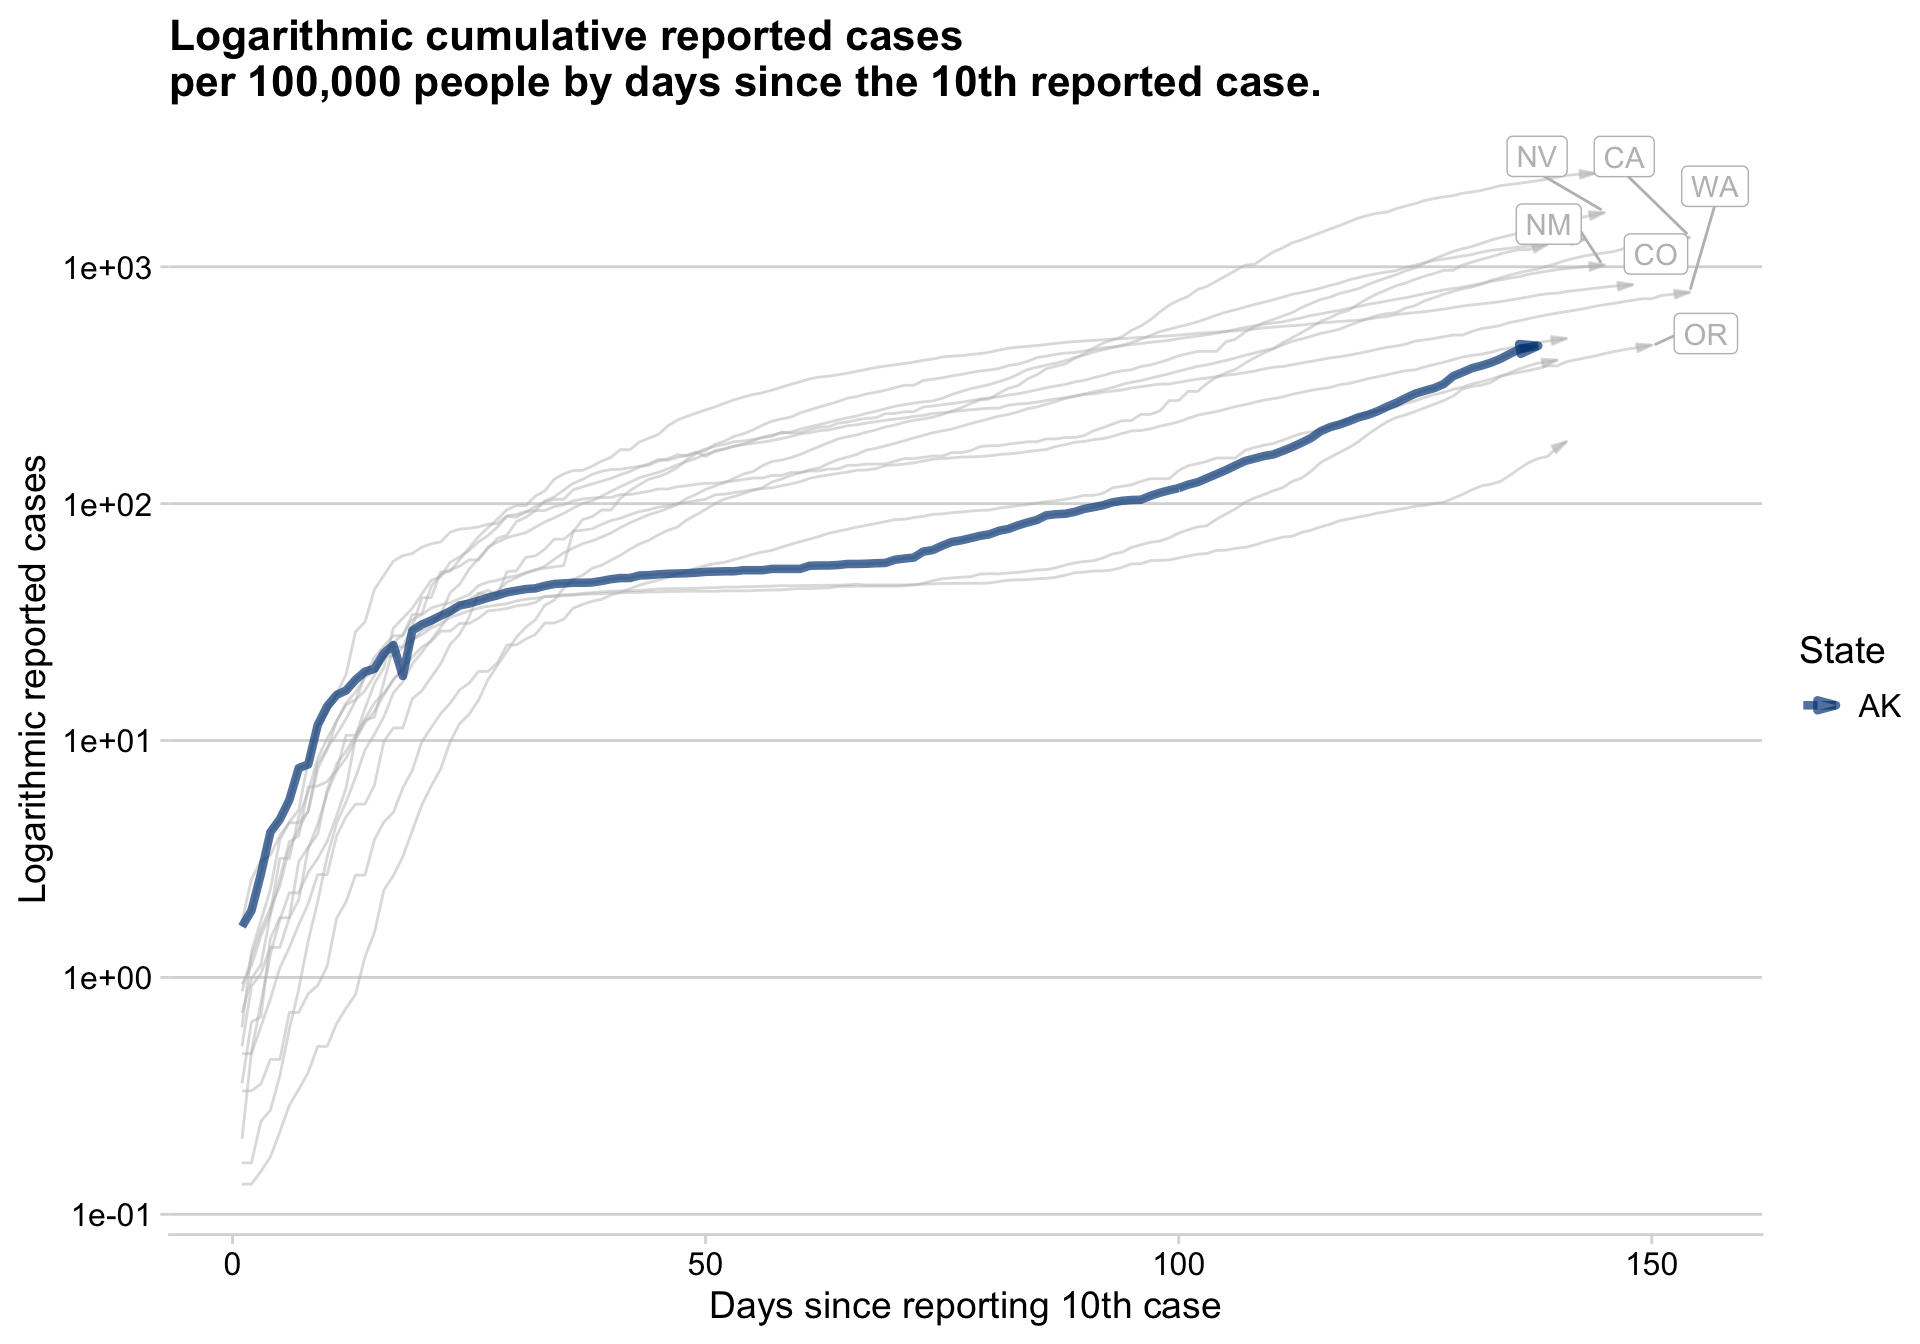 Logarithmic cumulative reported cases
per 100,000 people by days since the 10th reported case.
NV
CA
WA
NM
CO
OR
1e+03
1e+02
1e+01
1e+00
1e-01
Logarithmic reported cases
0
50
100
150
Days since reporting 10th case
State
AK